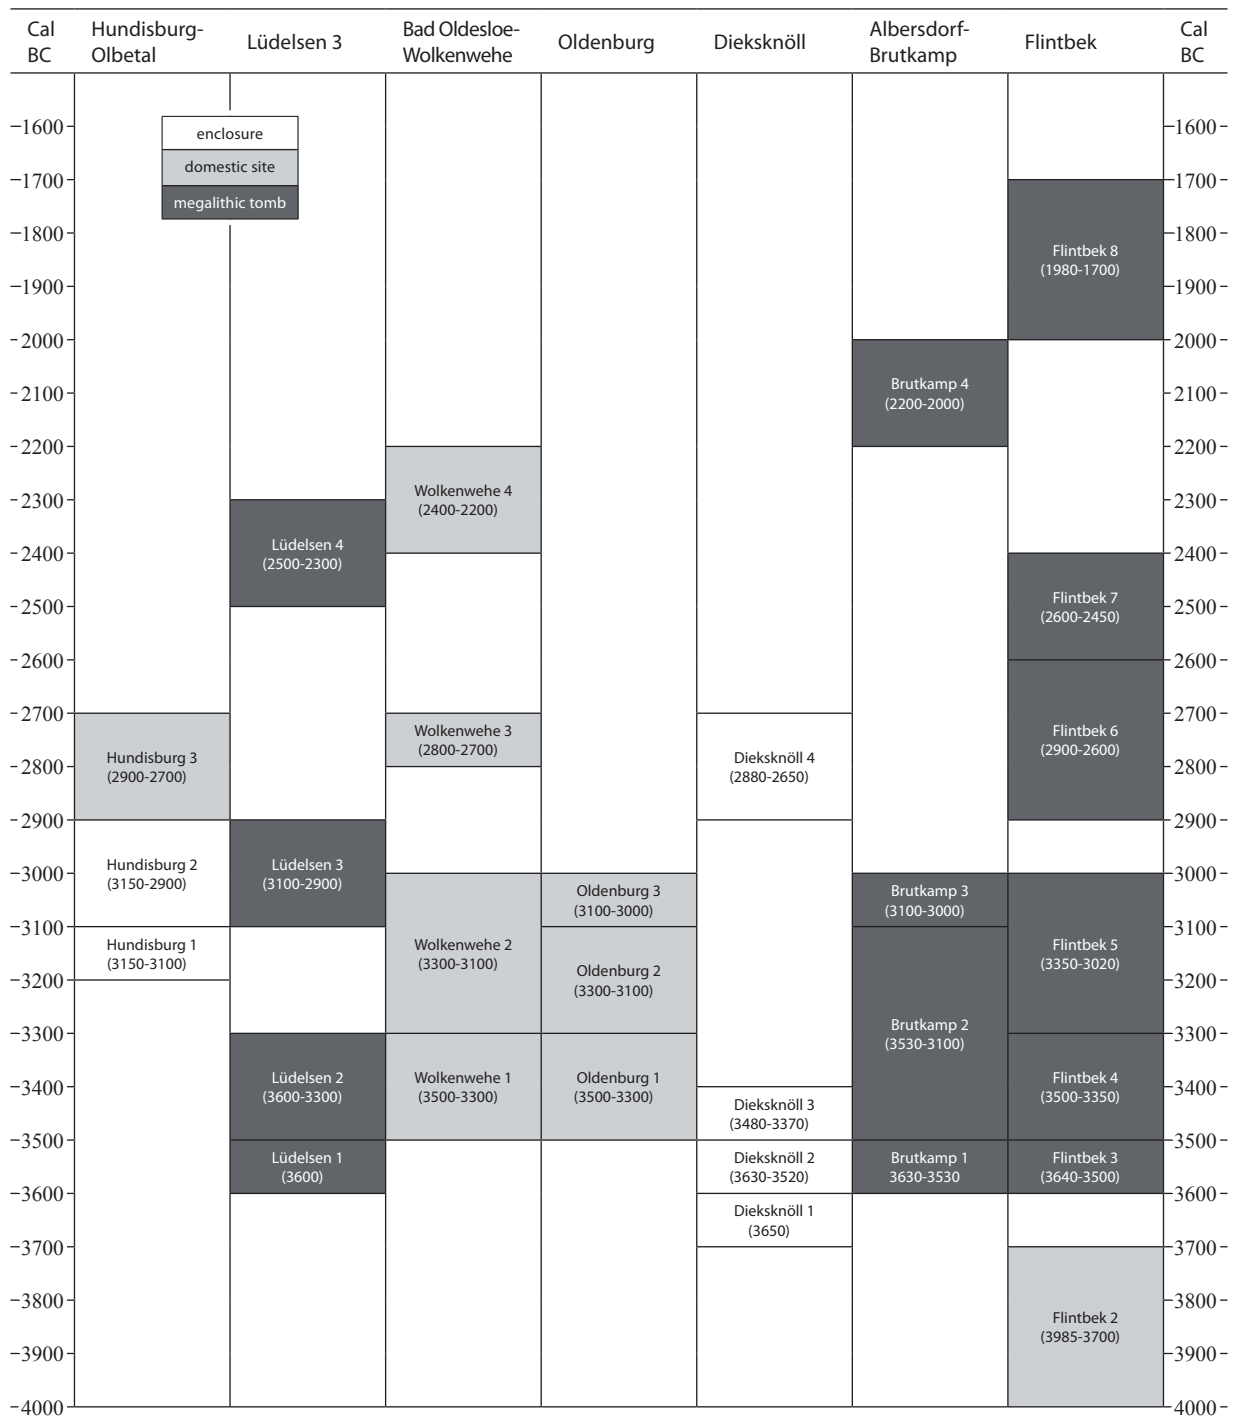 Cal
BC
Hundisburg-
Olbetal
Lüdelsen 3
Bad Oldesloe-
Wolkenwehe
Oldenburg
Dieksknöll
Albersdorf-
Brutkamp
Flintbek
Cal
BC
enclosure
domestic site
megalithic tomb
1600
1700
1800
1900
2000
2100
2200
2300
2400
2500
2600
2700
2800
2900
3000
3100
3200
3300
3400
3500
3600
3700
3800
3900
4000
Hundisburg 3
(2900-2700)
Hundisburg 2
(3150-2900)
Hundisburg 1
(3150-3100)
Lüdelsen 4
(2500-2300)
Lüdelsen 3
(3100-2900)
Lüdelsen 2
(3600-3300)
Lüdelsen 1
(3600)
Wolkenwehe 4
(2400-2200)
Wolkenwehe 3
(2800-2700)
Wolkenwehe 2
(3300-3100)
Wolkenwehe 1
(3500-3300)
Oldenburg 3
(3100-3000)
Oldenburg 2
(3300-3100)
Oldenburg 1
(3500-3300)
Dieksknöll 4
(2880-2650)
Dieksknöll 3
(3480-3370)
Dieksknöll 2
(3630-3520)
Dieksknöll 1
(3650)
Brutkamp 4
(2200-2000)
Brutkamp 3
(3100-3000)
Brutkamp 2
(3530-3100)
Brutkamp 1
3630-3530
Flintbek 8
(1980-1700)
Flintbek 7
(2600-2450)
Flintbek 6
(2900-2600)
Flintbek 5
(3350-3020)
Flintbek 4
(3500-3350)
Flintbek 3
(3640-3500)
Flintbek 2
(3985-3700)
1600
1700
1800
1900
2000
2100
2200
2300
2400
2500
2600
2700
2800
2900
3000
3100
3200
3300
3400
3500
3600
3700
3800
3900
4000